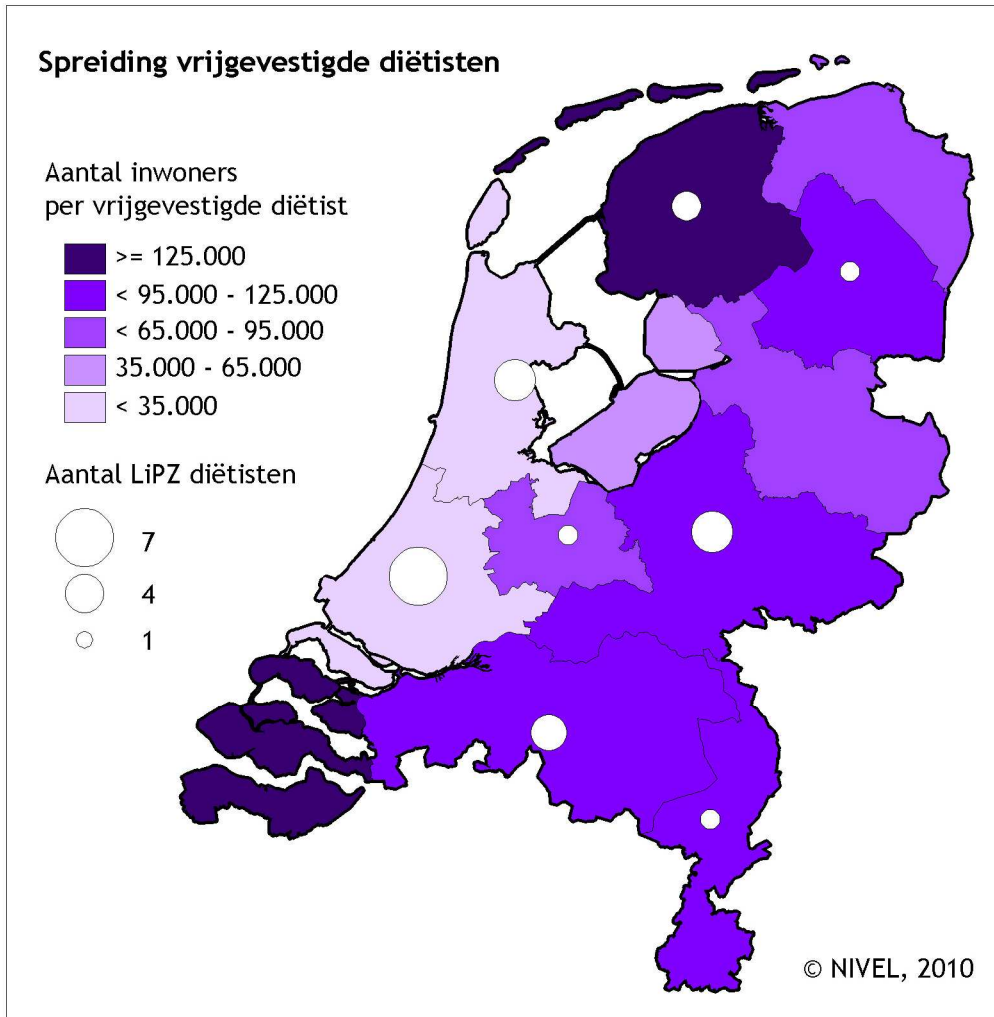 Spreiding vrijgevestigde diëtisten
Aantal inwoners
per vrijgevestigde diëtist
>= 125.000
< 95.000 - 125.000
< 65.000 - 95.000
35.000 - 65.000
< 35.000
Aantal LiPZ diëtisten
7
4
1
© NIVEL, 2010